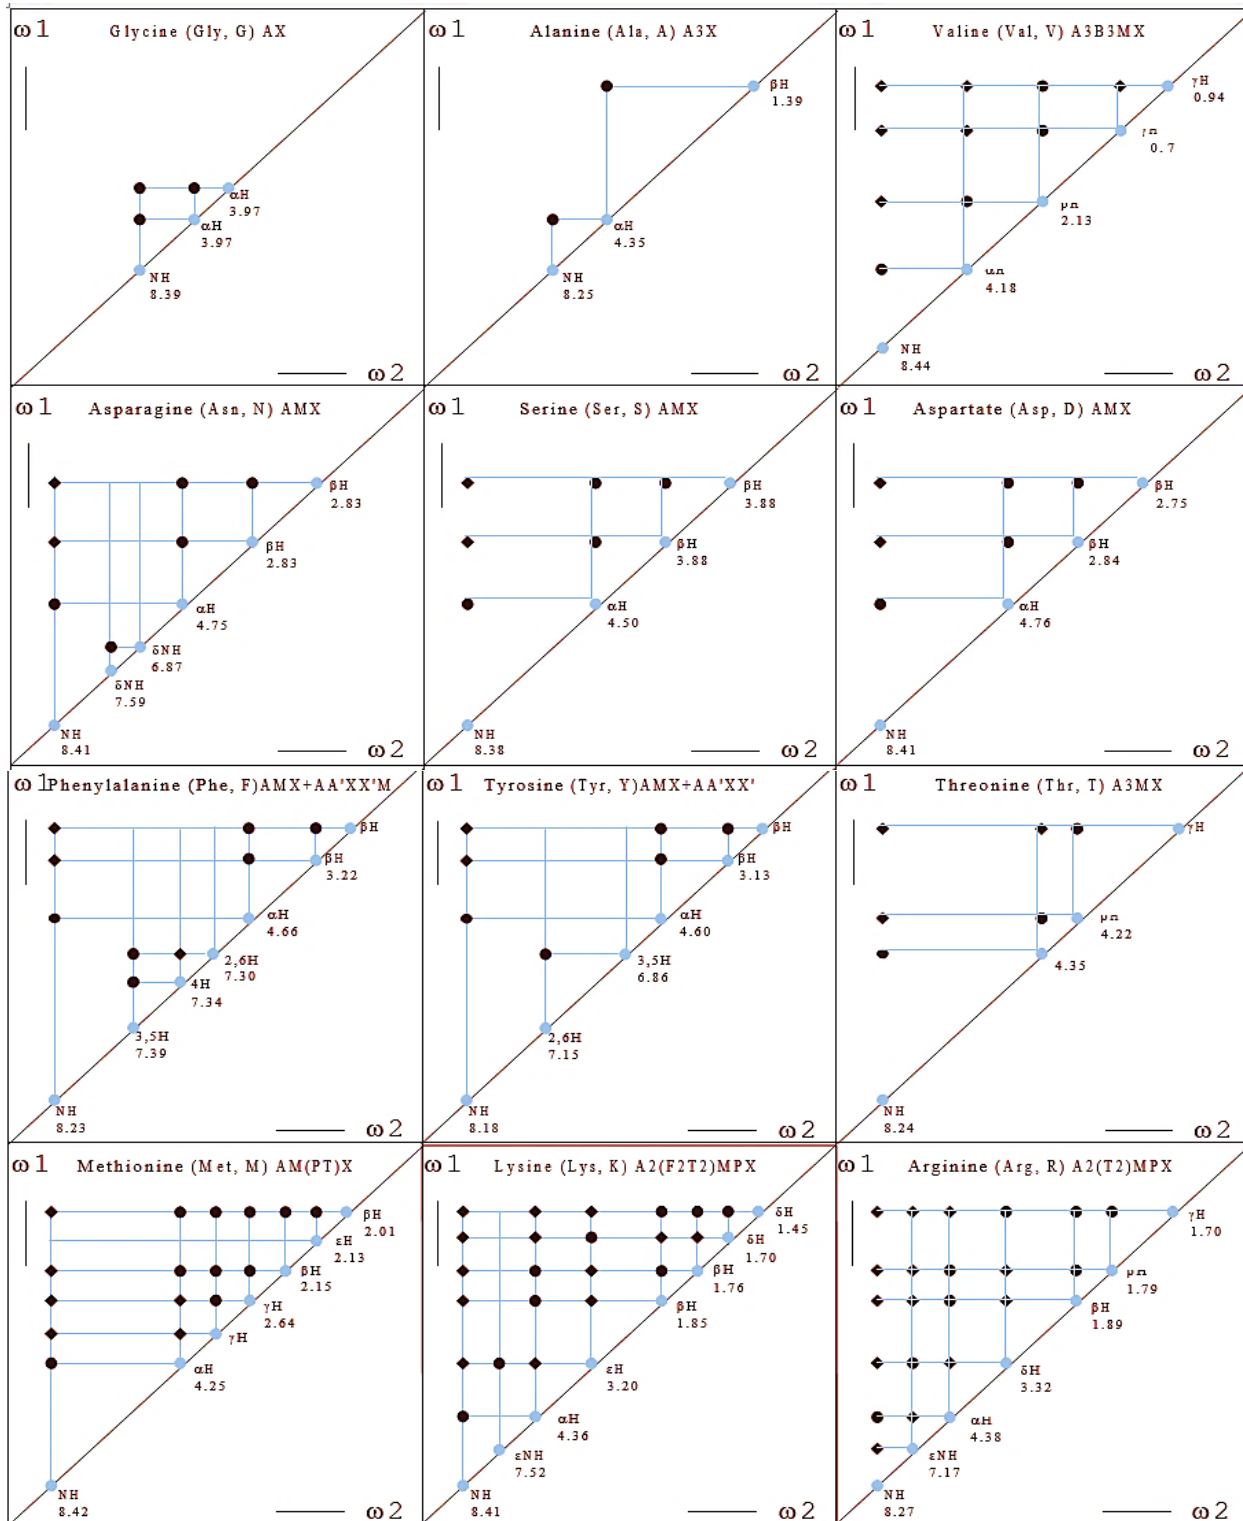 ω1 Glycine (Gly, G) AX
αH
3.97
αH
3.97
NH
8.39
ω2
ω1 Alanine (Ala, A) A3X
βH
1.39
αH
4.35
NH
8.25
ω2
ω1 Valine (Val, V) A3B3MX
γH
0.94
0.7
2.13
4.18
NH
8.44
ω2
ω1 Asparagine (Asn, N) AMX
βH
2.83
βH
2.83
αH
4.75
δNH
6.87
δNH
7.59
NH
8.41
ω2
ω1 Serine (Ser, S) AMX
βH
3.88
βH
3.88
αH
4.50
NH
8.38
ω2
ω1 Aspartate (Asp, D) AMX
βH
2.75
βH
2.84
αH
4.76
NH
8.41
ω2
ω1 Phenylalanine (Phe, F)AMX+AA'XX'M
βH
βH
3.22
αH
4.66
2,6H
7.30
4H
7.34
3,5H
7.39
NH
8.23
ω2
ω1 Tyrosine (Tyr, Y)AMX+AA'XX'
βH
βH
3.13
αH
4.60
3,5H
6.86
2,6H
7.15
NH
8.18
ω2
ω1 Threonine (Thr, T) A3MX
γH
4.22
4.35
NH
8.24
ω2
ω1 Methionine (Met, M) AM(PT)X
βH
2.01
εH
2.13
βH
2.15
γH
2.64
γH
αH
4.25
NH
8.42
ω2
ω1 Lysine (Lys, K) A2(F2T2)MPX
δH
1.45
δH
1.70
βH
1.76
βH
1.85
εH
3.20
αH
4.36
εNH
7.52
NH
8.41
ω2
ω1 Arginine (Arg, R) A2(T2)MPX
γH
1.70
1.79
βH
1.89
δH
3.32
αH
4.38
εNH
7.17
NH
8.27
ω2